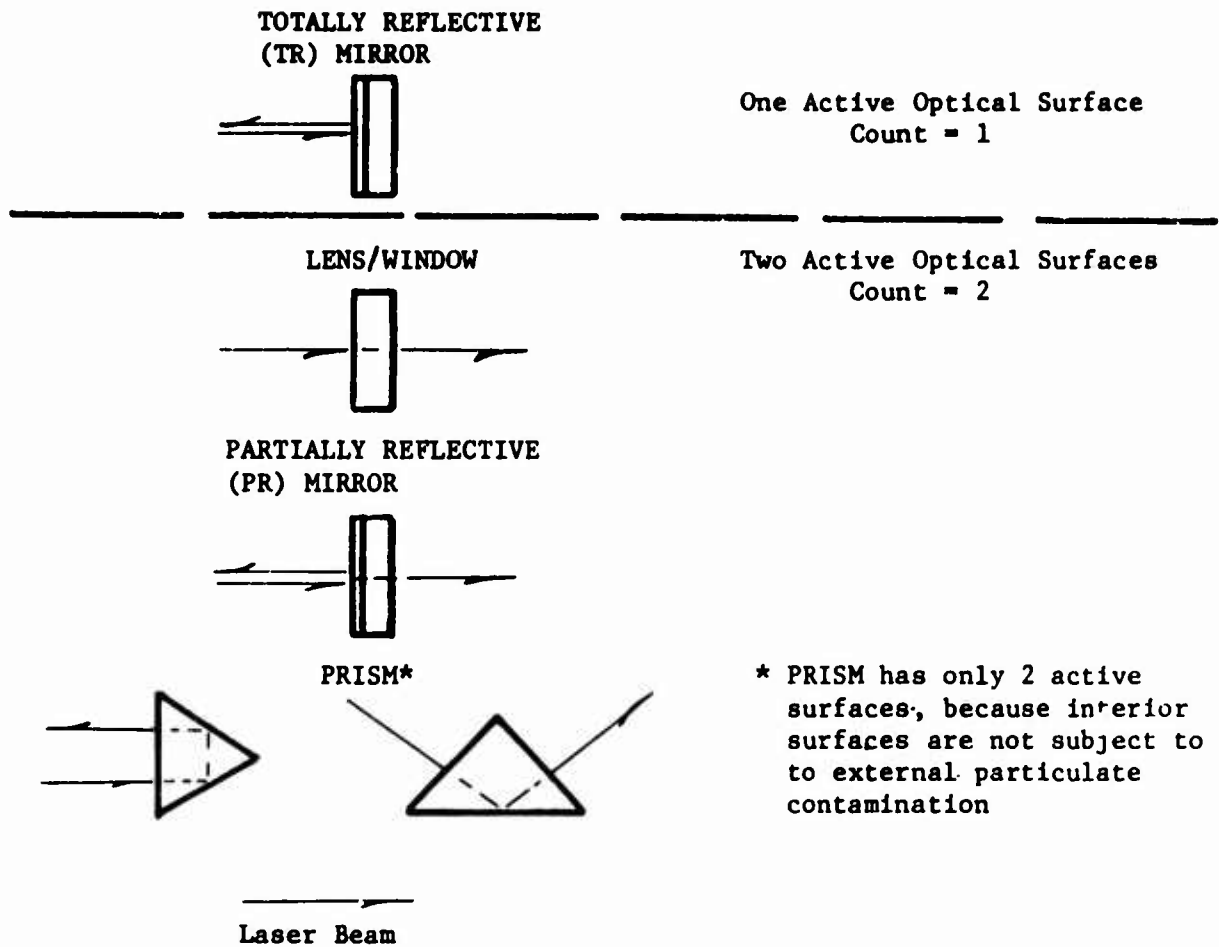 TOTALLY REFLECTIVE
(TR) MIRROR
One Active Optical Surface
Count = 1
LENS/WINDOW
Two Active Optical Surfaces
Count = 2
PARTIALLY REFLECTIVE
(PR) MIRROR
PRISM*
* PRISM has only 2 active
surfaces, because interior
surfaces are not subject to
to external particulate
contamination
Laser Beam